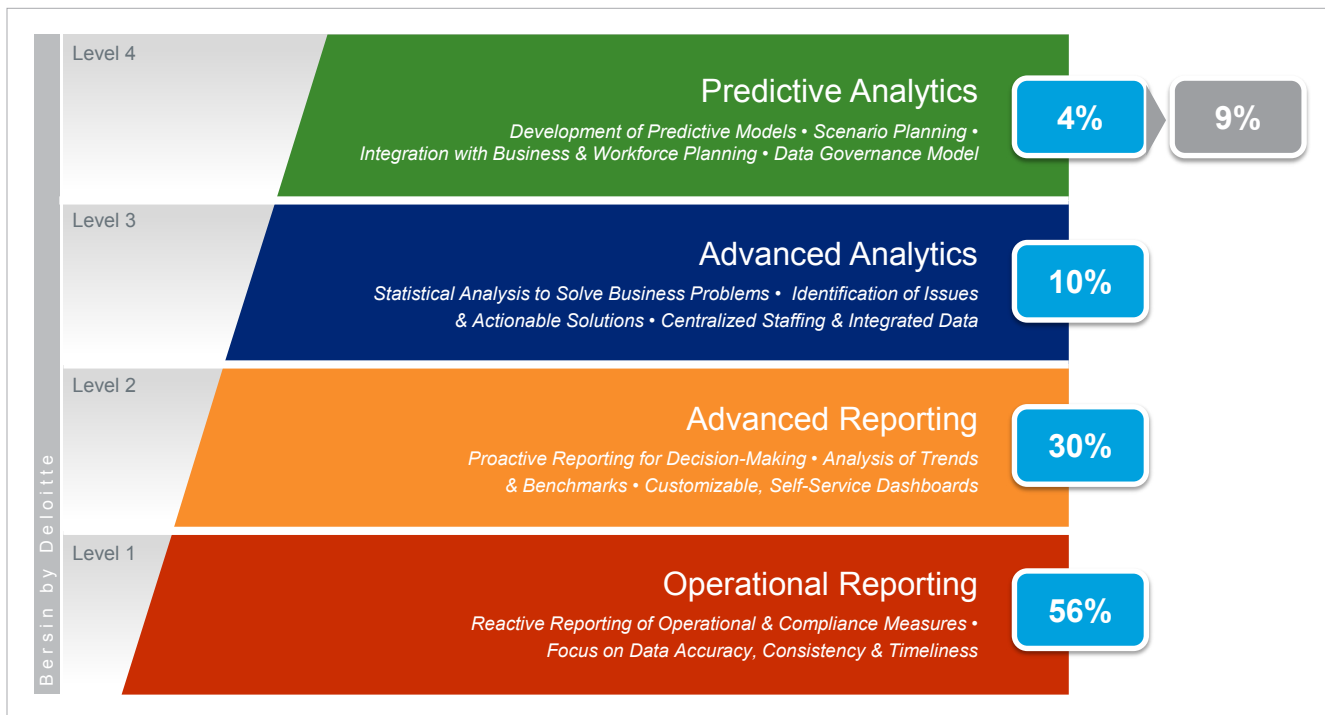 Level 4
Predictive Analytics
Development of Predictive Models • Scenario Planning •
Integration with Business & Workforce Planning • Data Governance Model
4%
9%
Level 3
Advanced Analytics
Statistical Analysis to Solve Business Problems • Identification of Issues
& Actionable Solutions • Centralized Staffing & Integrated Data
10%
Level 2
Advanced Reporting
Proactive Reporting for Decision-Making • Analysis of Trends
& Benchmarks • Customizable, Self-Service Dashboards
30%
Level 1
Operational Reporting
Reactive Reporting of Operational & Compliance Measures •
Focus on Data Accuracy, Consistency & Timeliness
56%
Bersin by Deloitte